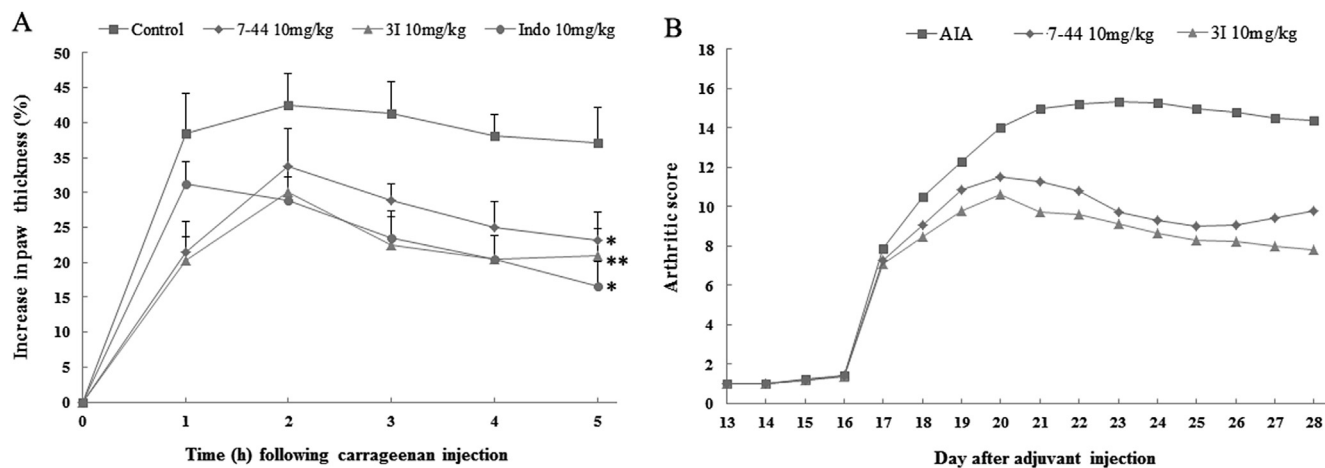 A
Control 7-44 10mg/kg 3I 10mg/kg Indo 10mg/kg
Increase in paw thickness (%)
50
45
40
35
30
25
20
15
10
5
0
*
**
*
0 1 2 3 4 5
Time (h) following carrageenan injection
B
AIA 7-44 10mg/kg 3I 10mg/kg
Arthritic score
18
16
14
12
10
8
6
4
2
0
13 14 15 16 17 18 19 20 21 22 23 24 25 26 27 28
Day after adjuvant injection